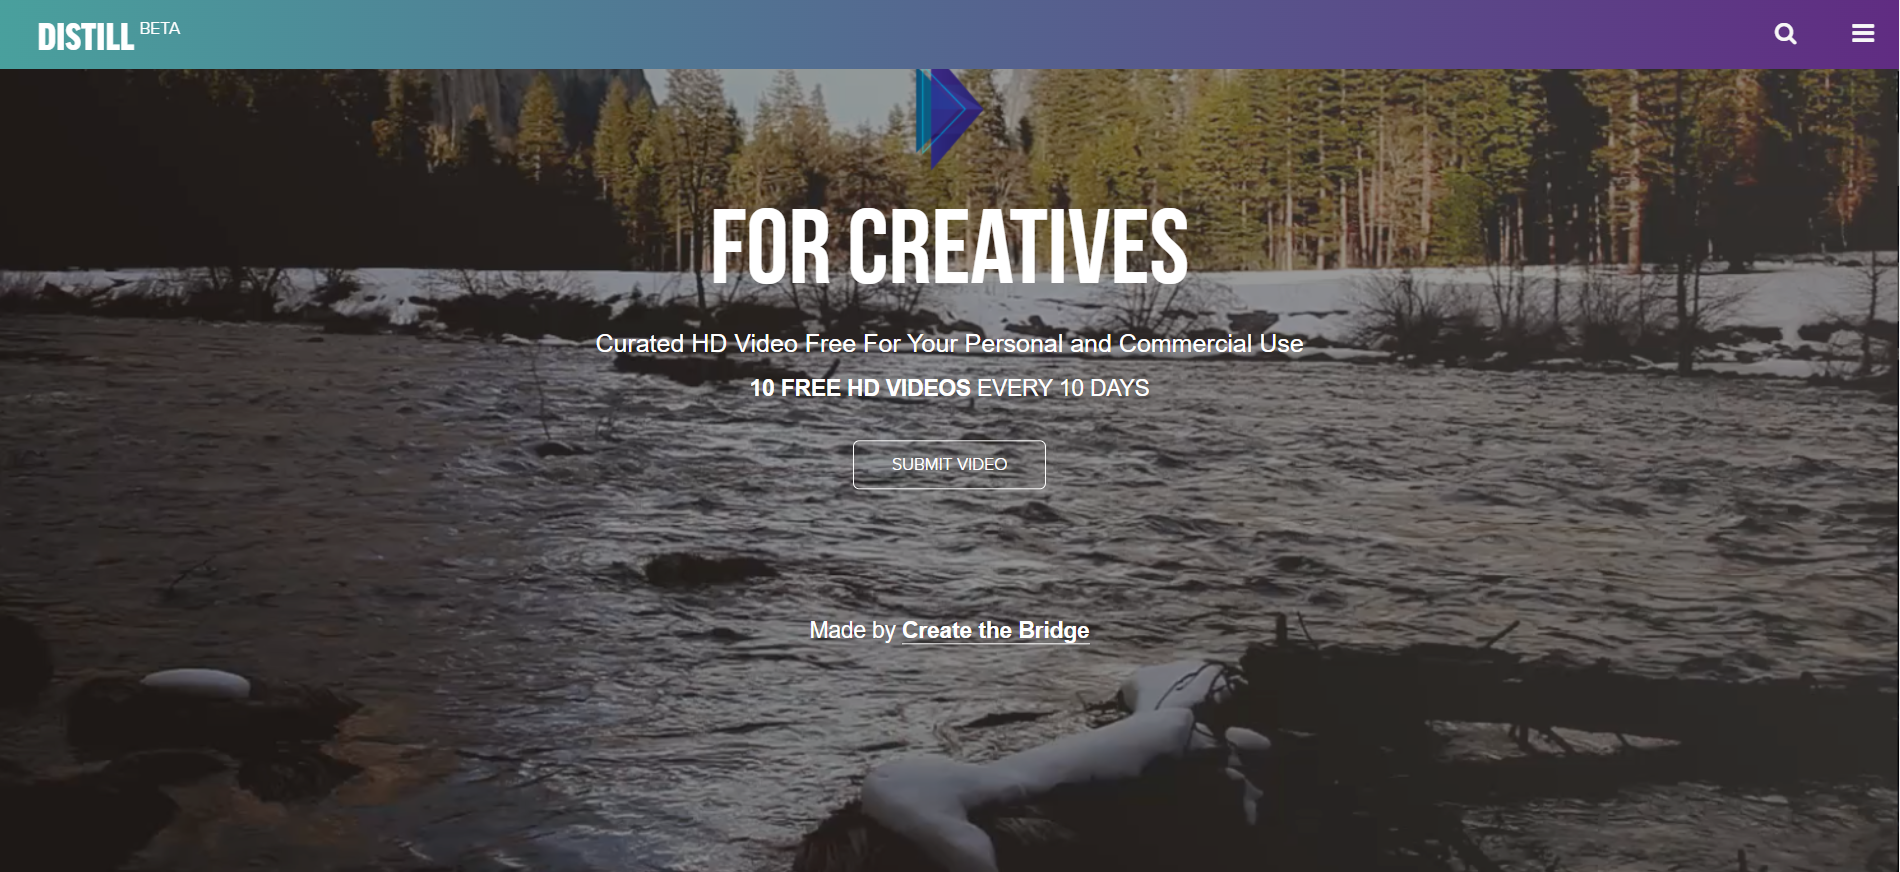 DISTILL BETA
FOR CREATIVES
Curated HD Video Free For Your Personal and Commercial Use
10 FREE HD VIDEOS EVERY 10 DAYS
SUBMIT VIDEO
Made by Create the Bridge